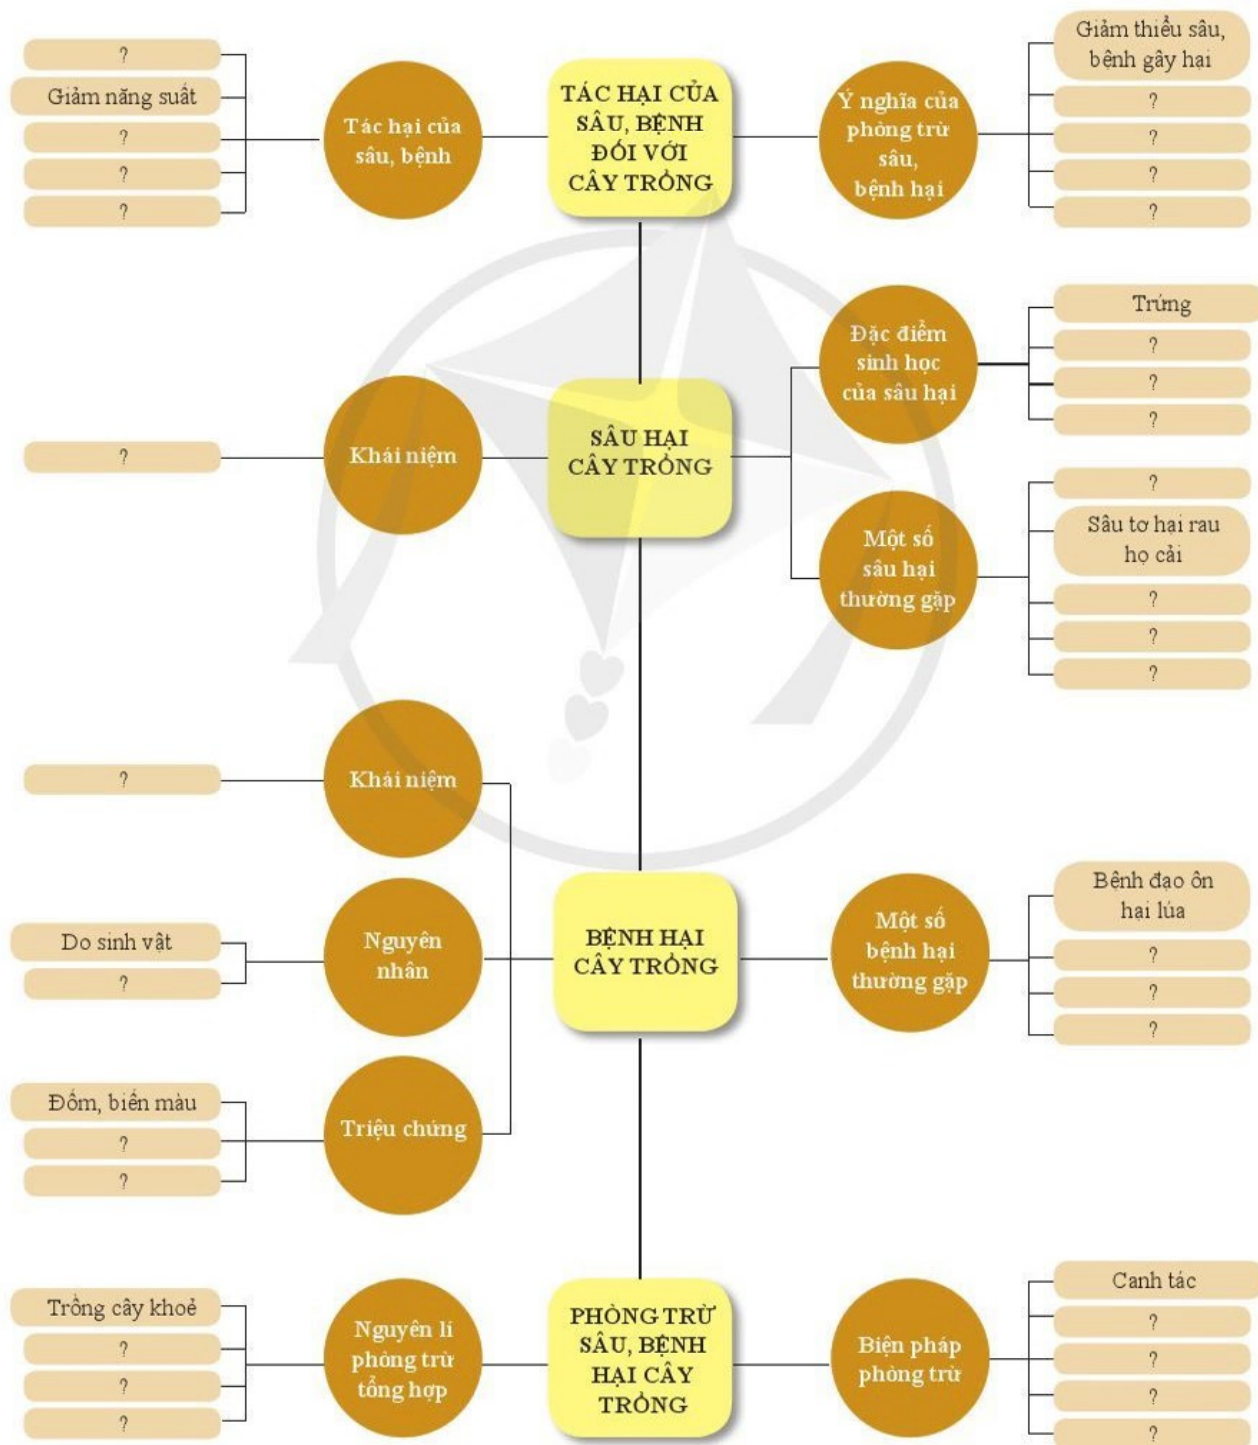 TÁC HẠI CỦA
SÂU, BỆNH
ĐỐI VỚI
CÂY TRỒNG
Tác hại của
sâu, bệnh
?
Giảm năng suất
?
?
?
Ý nghĩa của
phòng trừ
sâu,
bệnh hại
Giảm thiểu sâu,
bệnh gây hại
?
?
?
?
SÂU HẠI
CÂY TRỒNG
Khái niệm
?
Đặc điểm
sinh học
của sâu hại
Trứng
?
?
?
Một số
sâu hại
thường gặp
?
Sâu tơ hại rau
họ cải
?
?
?
BỆNH HẠI
CÂY TRỒNG
Khái niệm
?
Nguyên
nhân
Do sinh vật
?
Triệu chứng
Đốm, biến màu
?
?
Một số
bệnh hại
thường gặp
Bệnh đạo ôn
hại lúa
?
?
?
PHÒNG TRỪ
SÂU, BỆNH
HẠI CÂY
TRỒNG
Nguyên lí
phòng trừ
tổng hợp
Trồng cây khoẻ
?
?
?
Biện pháp
phòng trừ
Canh tác
?
?
?
?